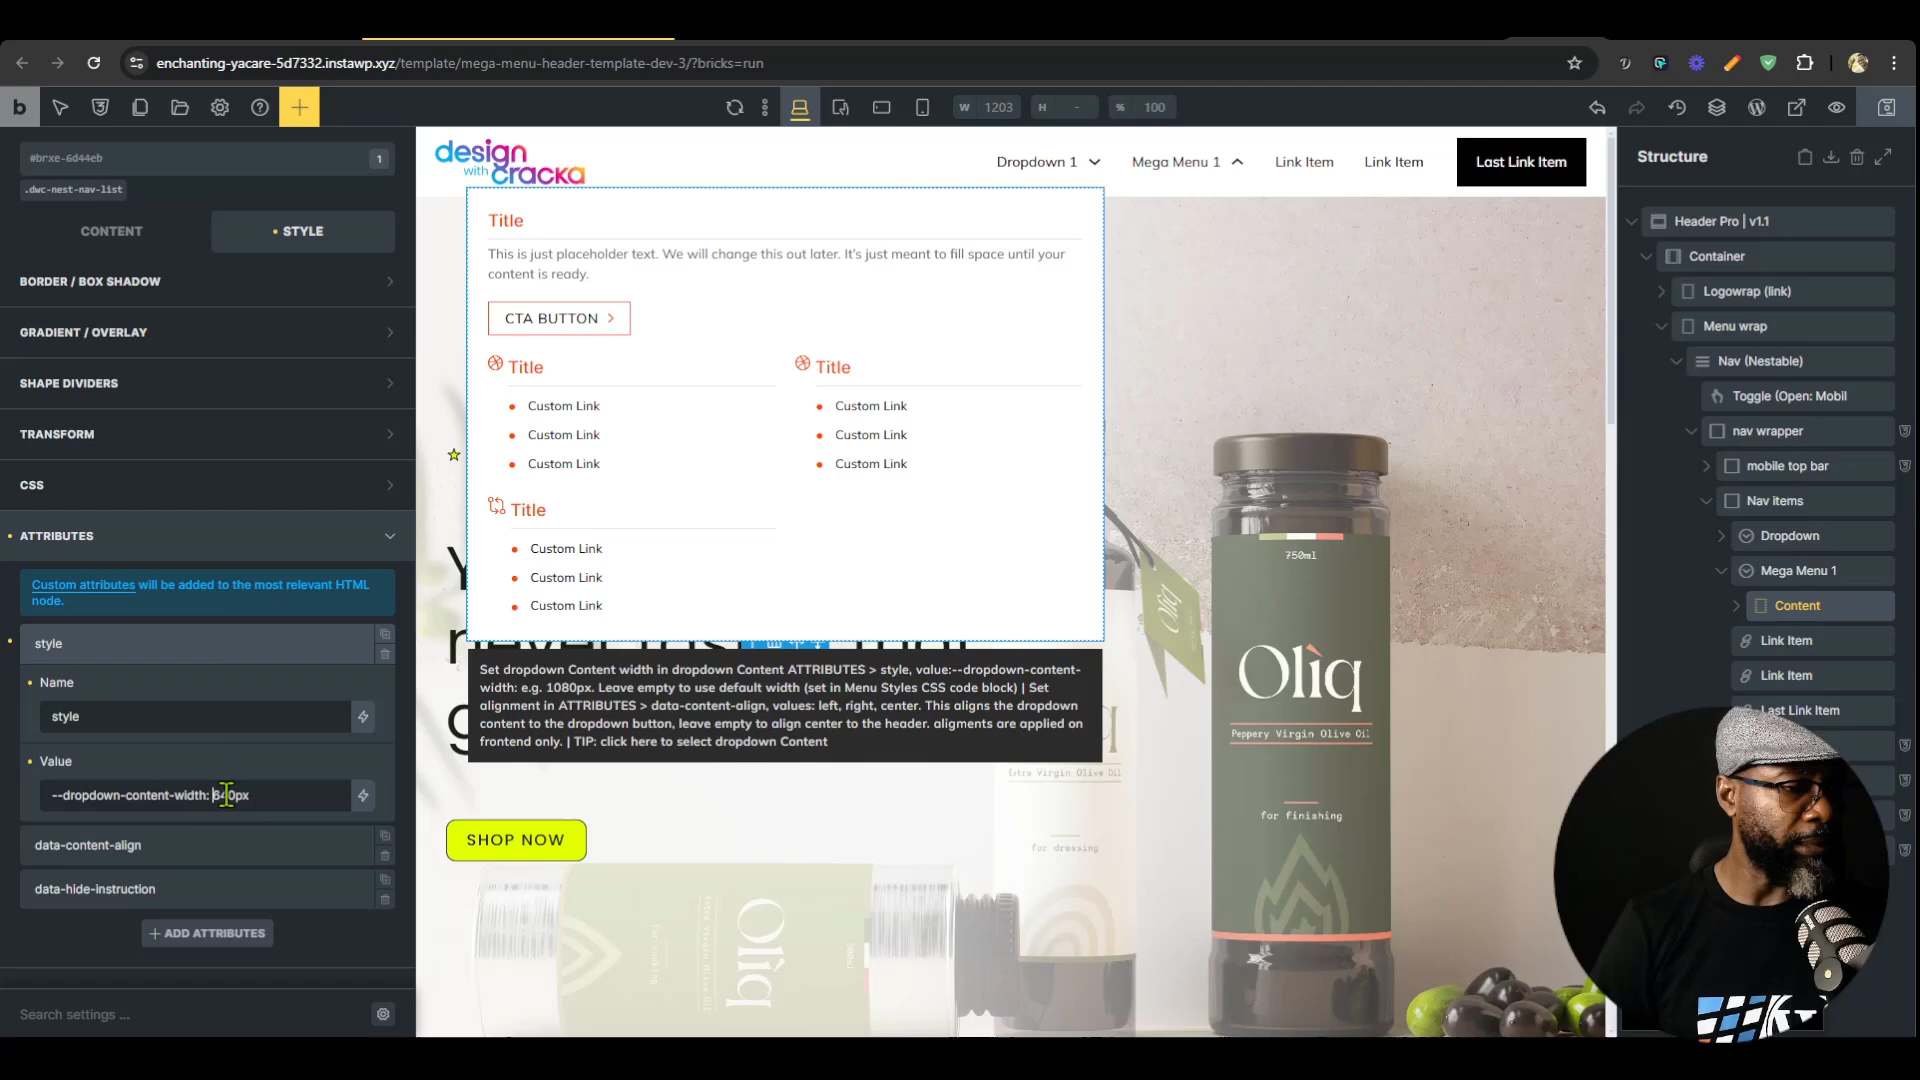 enchanting-yacare-5d7332.instawp.xyz/template/mega-menu-header-template-dev-3/?bricks=run
b
W 1203 H - % 100
#brxe-6d44eb
1
.dwc-nest-nav-list
CONTENT
STYLE
BORDER / BOX SHADOW
GRADIENT / OVERLAY
SHAPE DIVIDERS
TRANSFORM
CSS
ATTRIBUTES
Custom attributes will be added to the most relevant HTML
node.
style
Name
style
Value
--dropdown-content-width: 640px
data-content-align
data-hide-instruction
ADD ATTRIBUTES
Search settings ...
design
with cracka
Dropdown 1
Mega Menu 1
Link Item
Link Item
Last Link Item
Title
This is just placeholder text. We will change this out later. It's just meant to fill space until your
content is ready.
CTA BUTTON
Title
Custom Link
Custom Link
Custom Link
Title
Custom Link
Custom Link
Custom Link
Title
Custom Link
Custom Link
Custom Link
Set dropdown Content width in dropdown Content ATTRIBUTES > style, value:--dropdown-content-
width: e.g. 1080px. Leave empty to use default width (set in Menu Styles CSS code block) | Set
alignment in ATTRIBUTES > data-content-align, values: left, right, center. This aligns the dropdown
content to the dropdown button, leave empty to align center to the header. aligments are applied on
frontend only. | TIP: click here to select dropdown Content
SHOP NOW
750ml
Olìq
Peppery Virgin Olive Oil
for finishing
Olìq
Extra Virgin Olive Oil
for dressing
Olìq
Structure
Header Pro | v1.1
Container
Logowrap (link)
Menu wrap
Nav (Nestable)
Toggle (Open: Mobil
nav wrapper
mobile top bar
Nav items
Dropdown
Mega Menu 1
Content
Link Item
Link Item
Last Link Item